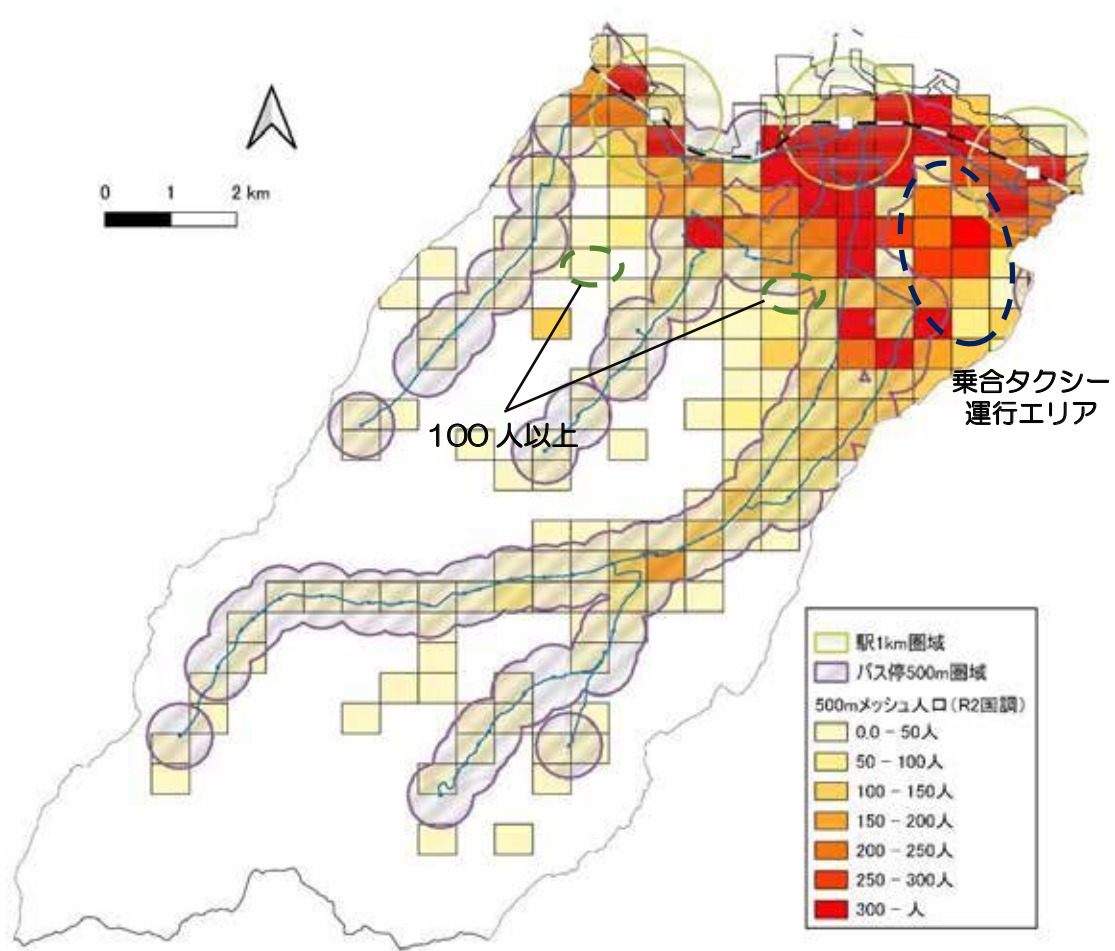 0 1 2 km
100人以上
乗合タクシー
運行エリア
駅1km圏域
バス停500m圏域
500mメッシュ人口(R2国調)
0.0 - 50人
50 - 100人
100 - 150人
150 - 200人
200 - 250人
250 - 300人
300 - 人